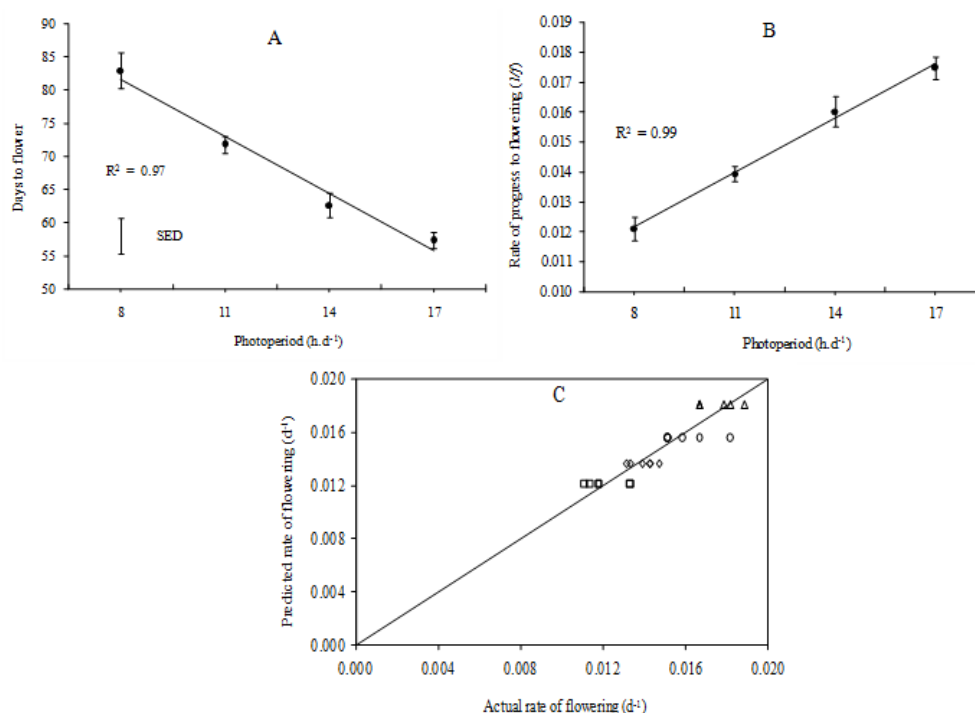 A
Days to flower
90
85
80
75
70
65
60
55
50
R² = 0.97
SED
8 11 14 17
Photoperiod (h.d⁻¹)
B
Rate of progress to flowering (1/f)
0.019
0.018
0.017
0.016
0.015
0.014
0.013
0.012
0.011
0.010
R² = 0.99
8 11 14 17
Photoperiod (h.d⁻¹)
C
Predicted rate of flowering (d⁻¹)
0.020
0.016
0.012
0.008
0.004
0.000
0.000 0.004 0.008 0.012 0.016 0.020
Actual rate of flowering (d⁻¹)